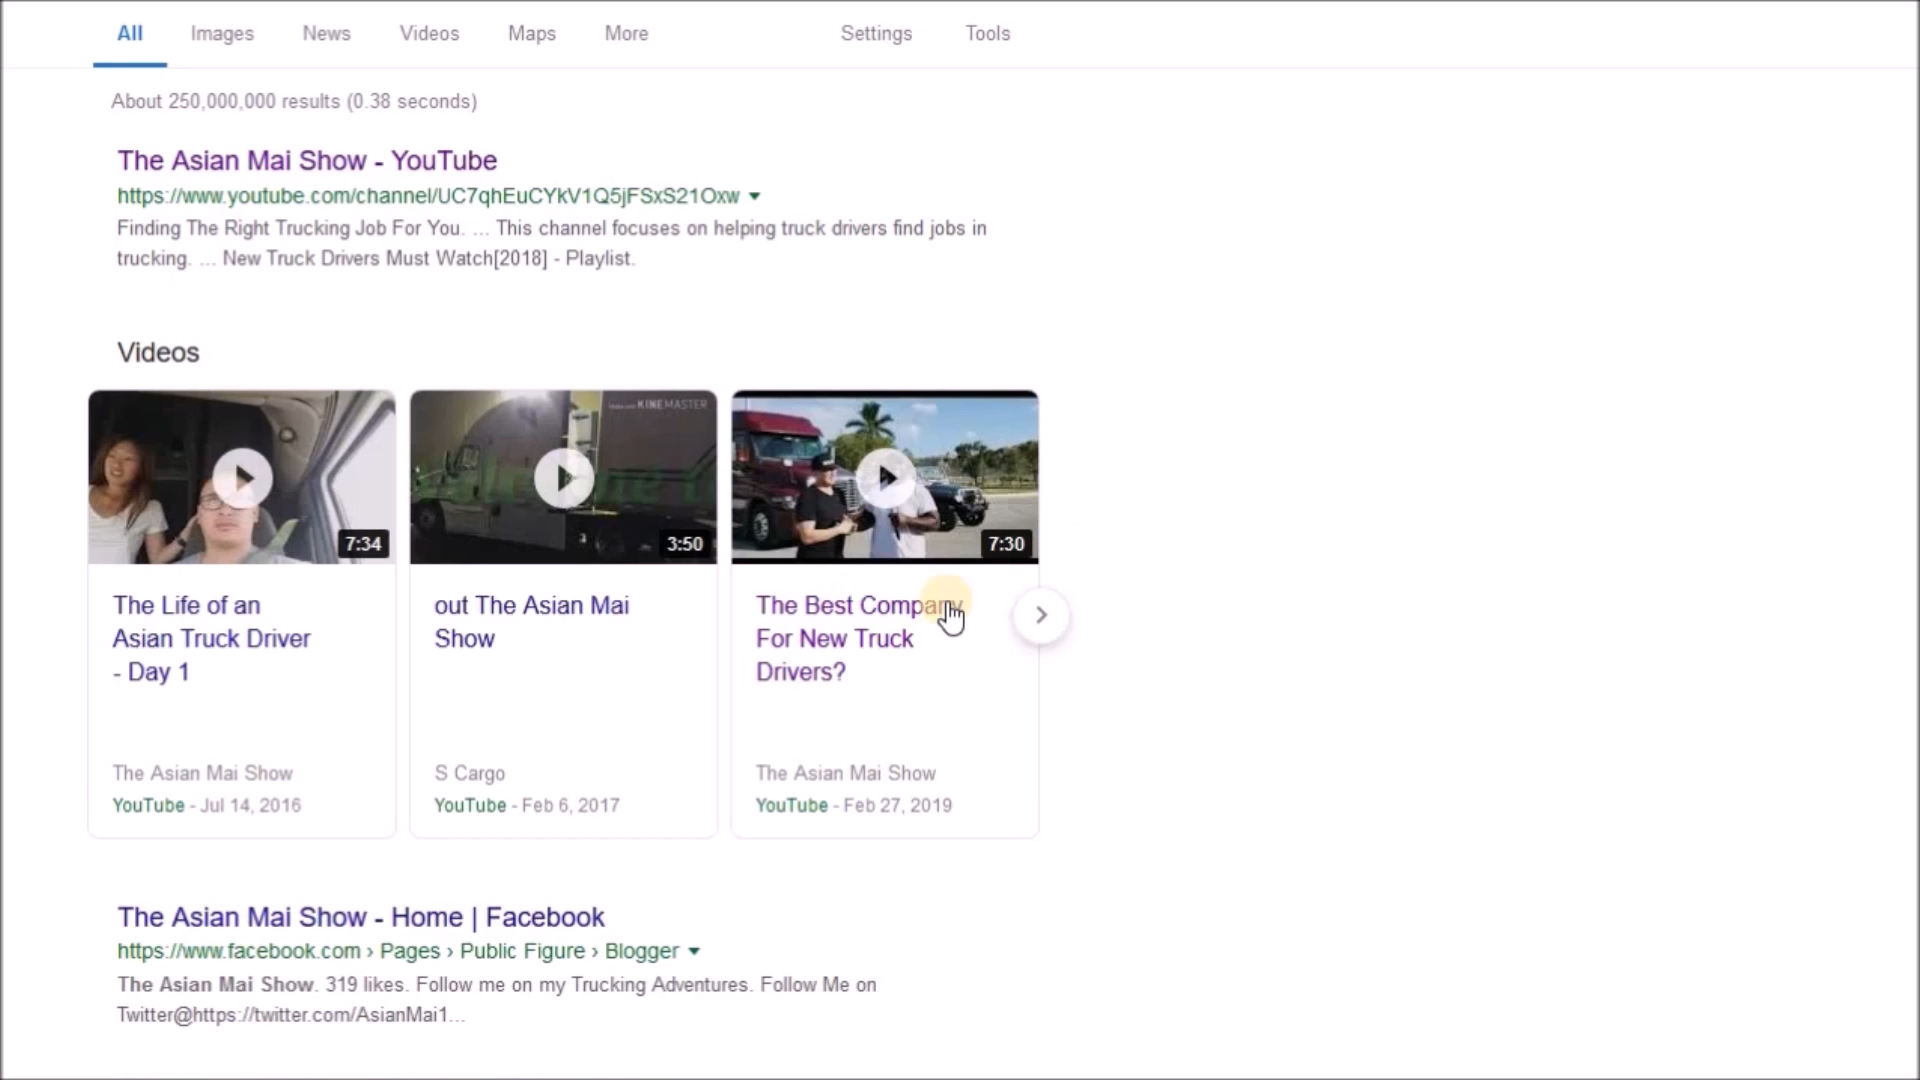 All Images News Videos Maps More Settings Tools
About 250,000,000 results (0.38 seconds)
The Asian Mai Show - YouTube
https://www.youtube.com/channel/UC7qhEuCYkV1Q5jFSxS21Oxw
Finding The Right Trucking Job For You. ... This channel focuses on helping truck drivers find jobs in
trucking. ... New Truck Drivers Must Watch[2018] - Playlist.
Videos
7:34
The Life of an
Asian Truck Driver
- Day 1
The Asian Mai Show
YouTube - Jul 14, 2016
KINEMASTER
3:50
out The Asian Mai
Show
S Cargo
YouTube - Feb 6, 2017
7:30
The Best Company
For New Truck
Drivers?
The Asian Mai Show
YouTube - Feb 27, 2019
The Asian Mai Show - Home | Facebook
https://www.facebook.com › Pages › Public Figure › Blogger
The Asian Mai Show. 319 likes. Follow me on my Trucking Adventures. Follow Me on
Twitter@https://twitter.com/AsianMai1...